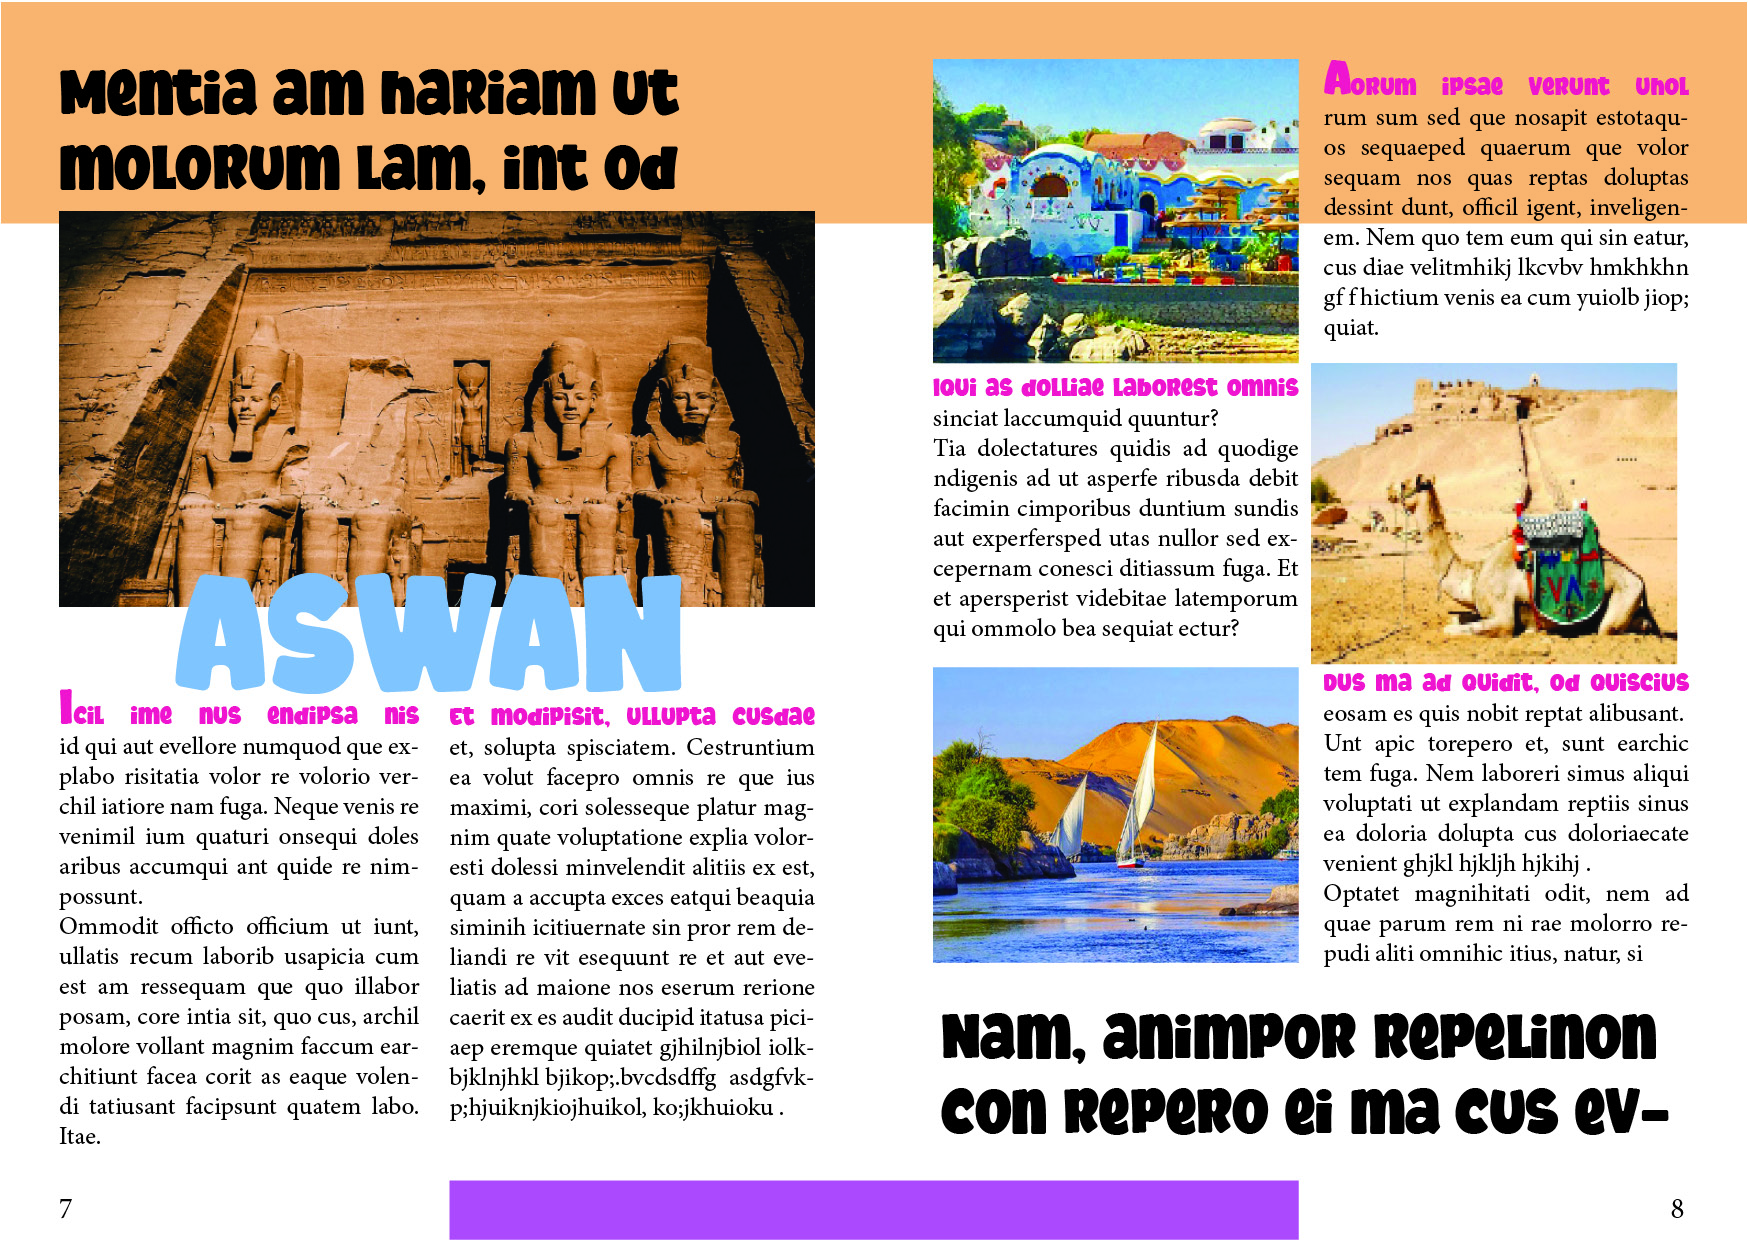 Mentia am hariam ut
molorum lam, int od
ASWAN
Icil ime nus endipsa nis
id qui aut evellore numquod que ex-
plabo risitatia volor re volorio ver-
chil iatiore nam fuga. Neque venis re
venimil ium quaturi onsequi doles
aribus accumqui ant quide re nim-
possunt.
Ommodit officto officium ut iunt,
ullatis recum laborib usapicia cum
est am ressequam que quo illabor
posam, core intia sit, quo cus, archil
molore vollant magnim faccum ear-
chitiunt facea corit as eaque volen-
di tatiusant facipsunt quatem labo.
Itae.
Et modipisit, ullupta cusdae
et, solupta spisciatem. Cestruntium
ea volut facepro omnis re que ius
maximi, cori solesseque platur mag-
nim quate voluptatione explia volor-
esti dolessi minvelendit alitiis ex est,
quam a accupta exces eatqui beaquia
siminih icitiuernate sin pror rem de-
liandi re vit esequunt re et aut eve-
liatis ad maione nos eserum rerione
caerit ex es audit ducipid itatusa pici-
aep eremque quiatet gjhilnjbiol iolk-
bjklnjhkl bjikop;.bvcdsdffg asdgfvk-
p;hjuiknjkiojhuikol, ko;jkhuioku .
7
Iqui as dolliae laborest omnis
sinciat laccumquid quuntur?
Tia dolectatures quidis ad quodige
ndigenis ad ut asperfe ribusda debit
facimin cimporibus duntium sundis
aut experfersped utas nullor sed ex-
cepernam conesci ditiassum fuga. Et
et apersperist videbitae latemporum
qui ommolo bea sequiat ectur?
Aorum ipsae verunt uhol
rum sum sed que nosapit estotaqu-
os sequaeped quaerum que volor
sequam nos quas reptas doluptas
dessint dunt, officil igent, inveligen-
em. Nem quo tem eum qui sin eatur,
cus diae velitmhikj lkcvbv hmkhkhn
gf f hictium venis ea cum yuiolb jiop;
quiat.
VA
Dus ma ad quidit, od quiscius
eosam es quis nobit reptat alibusant.
Unt apic torepero et, sunt earchic
tem fuga. Nem laboreri simus aliqui
voluptati ut explandam reptiis sinus
ea doloria dolupta cus doloriaecate
venient ghjkl hjkljh hjkihj .
Optatet magnihitati odit, nem ad
quae parum rem ni rae molorro re-
pudi aliti omnihic itius, natur, si
Nam, animpor repelinon
con repero ei ma cus ev-
8